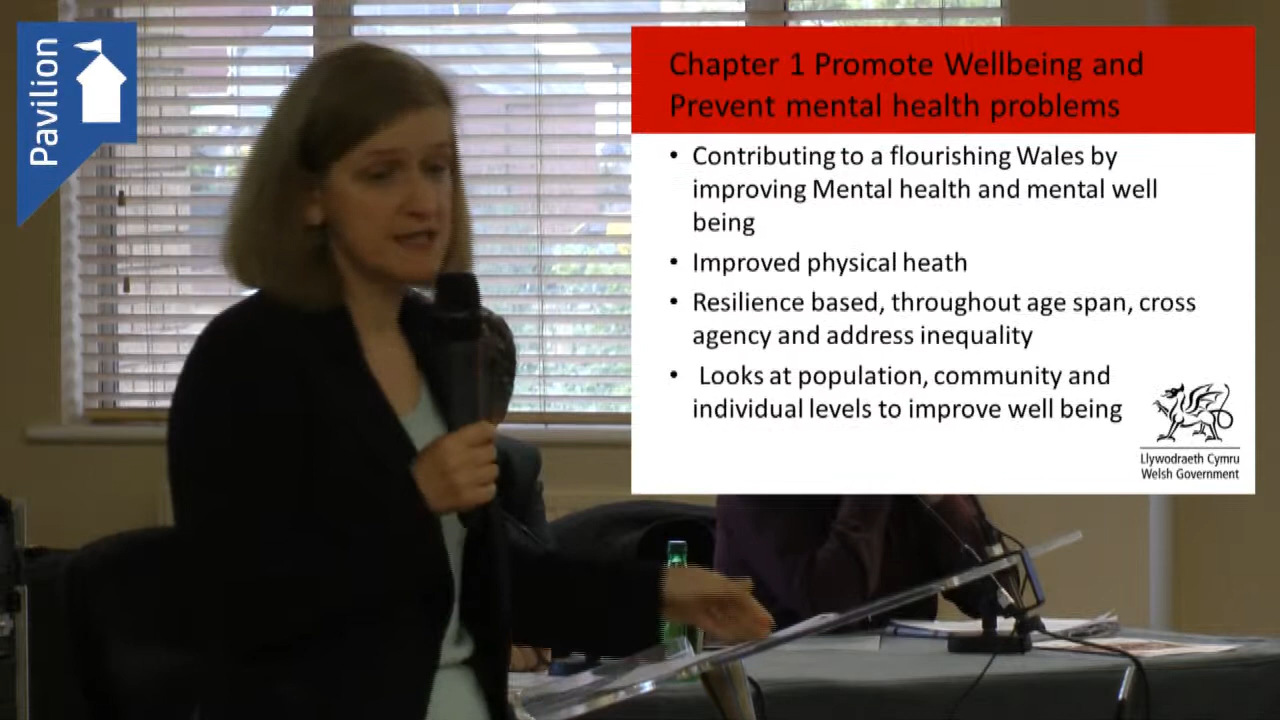 Pavilion
Chapter 1 Promote Wellbeing and
Prevent mental health problems
• Contributing to a flourishing Wales by
improving Mental health and mental well
being
• Improved physical heath
• Resilience based, throughout age span, cross
agency and address inequality
• Looks at population, community and
individual levels to improve well being
Llywodraeth Cymru
Welsh Government